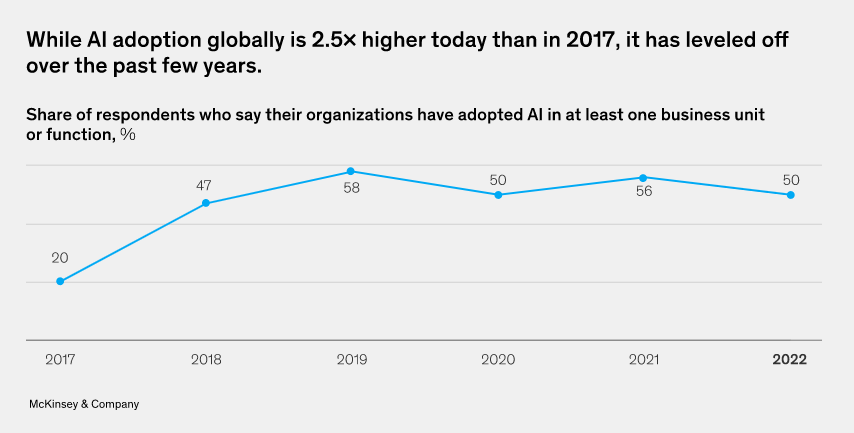 While AI adoption globally is 2.5× higher today than in 2017, it has leveled off
over the past few years.
Share of respondents who say their organizations have adopted AI in at least one business unit
or function, %
20
47
58
50
56
50
2017 2018 2019 2020 2021 2022
McKinsey & Company